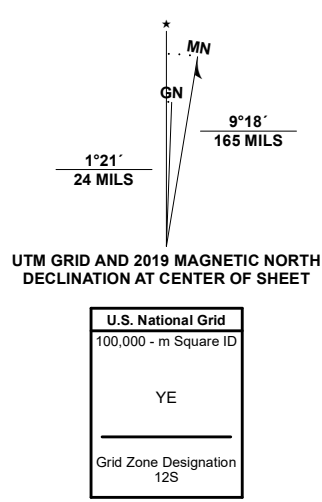 ★
MN
GN
9°18´
165 MILS
1°21´
24 MILS
UTM GRID AND 2019 MAGNETIC NORTH
DECLINATION AT CENTER OF SHEET
U.S. National Grid
100,000 - m Square ID
YE
Grid Zone Designation
12S